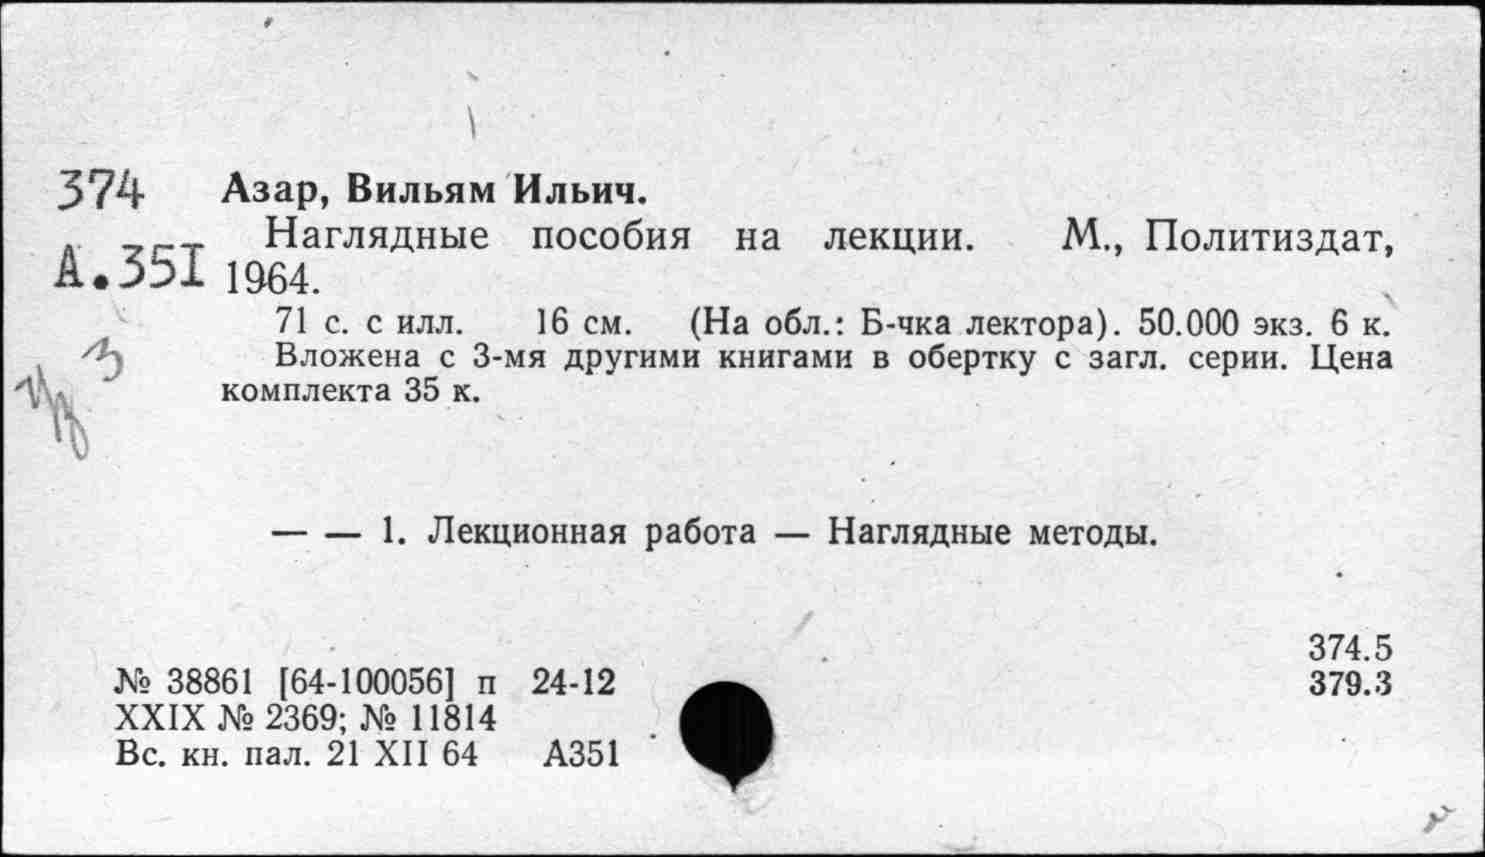 374 Азар, Вильям Ильич.
Наглядные пособия на лекции. М., Политиздат,
А.351 1964.
71 с. с илл. 16 см. (На обл.: Б-чка лектора). 50.000 экз. 6 к.
Вложена с 3-мя другими книгами в обертку с загл. серии. Цена
комплекта 35 к.
— — 1. Лекционная работа — Наглядные методы.
374.5
№ 38861 [64-100056] п 24-12 379.3
XXIX № 2369; № 11814
Вс. кн. пал. 21 XII 64 А351